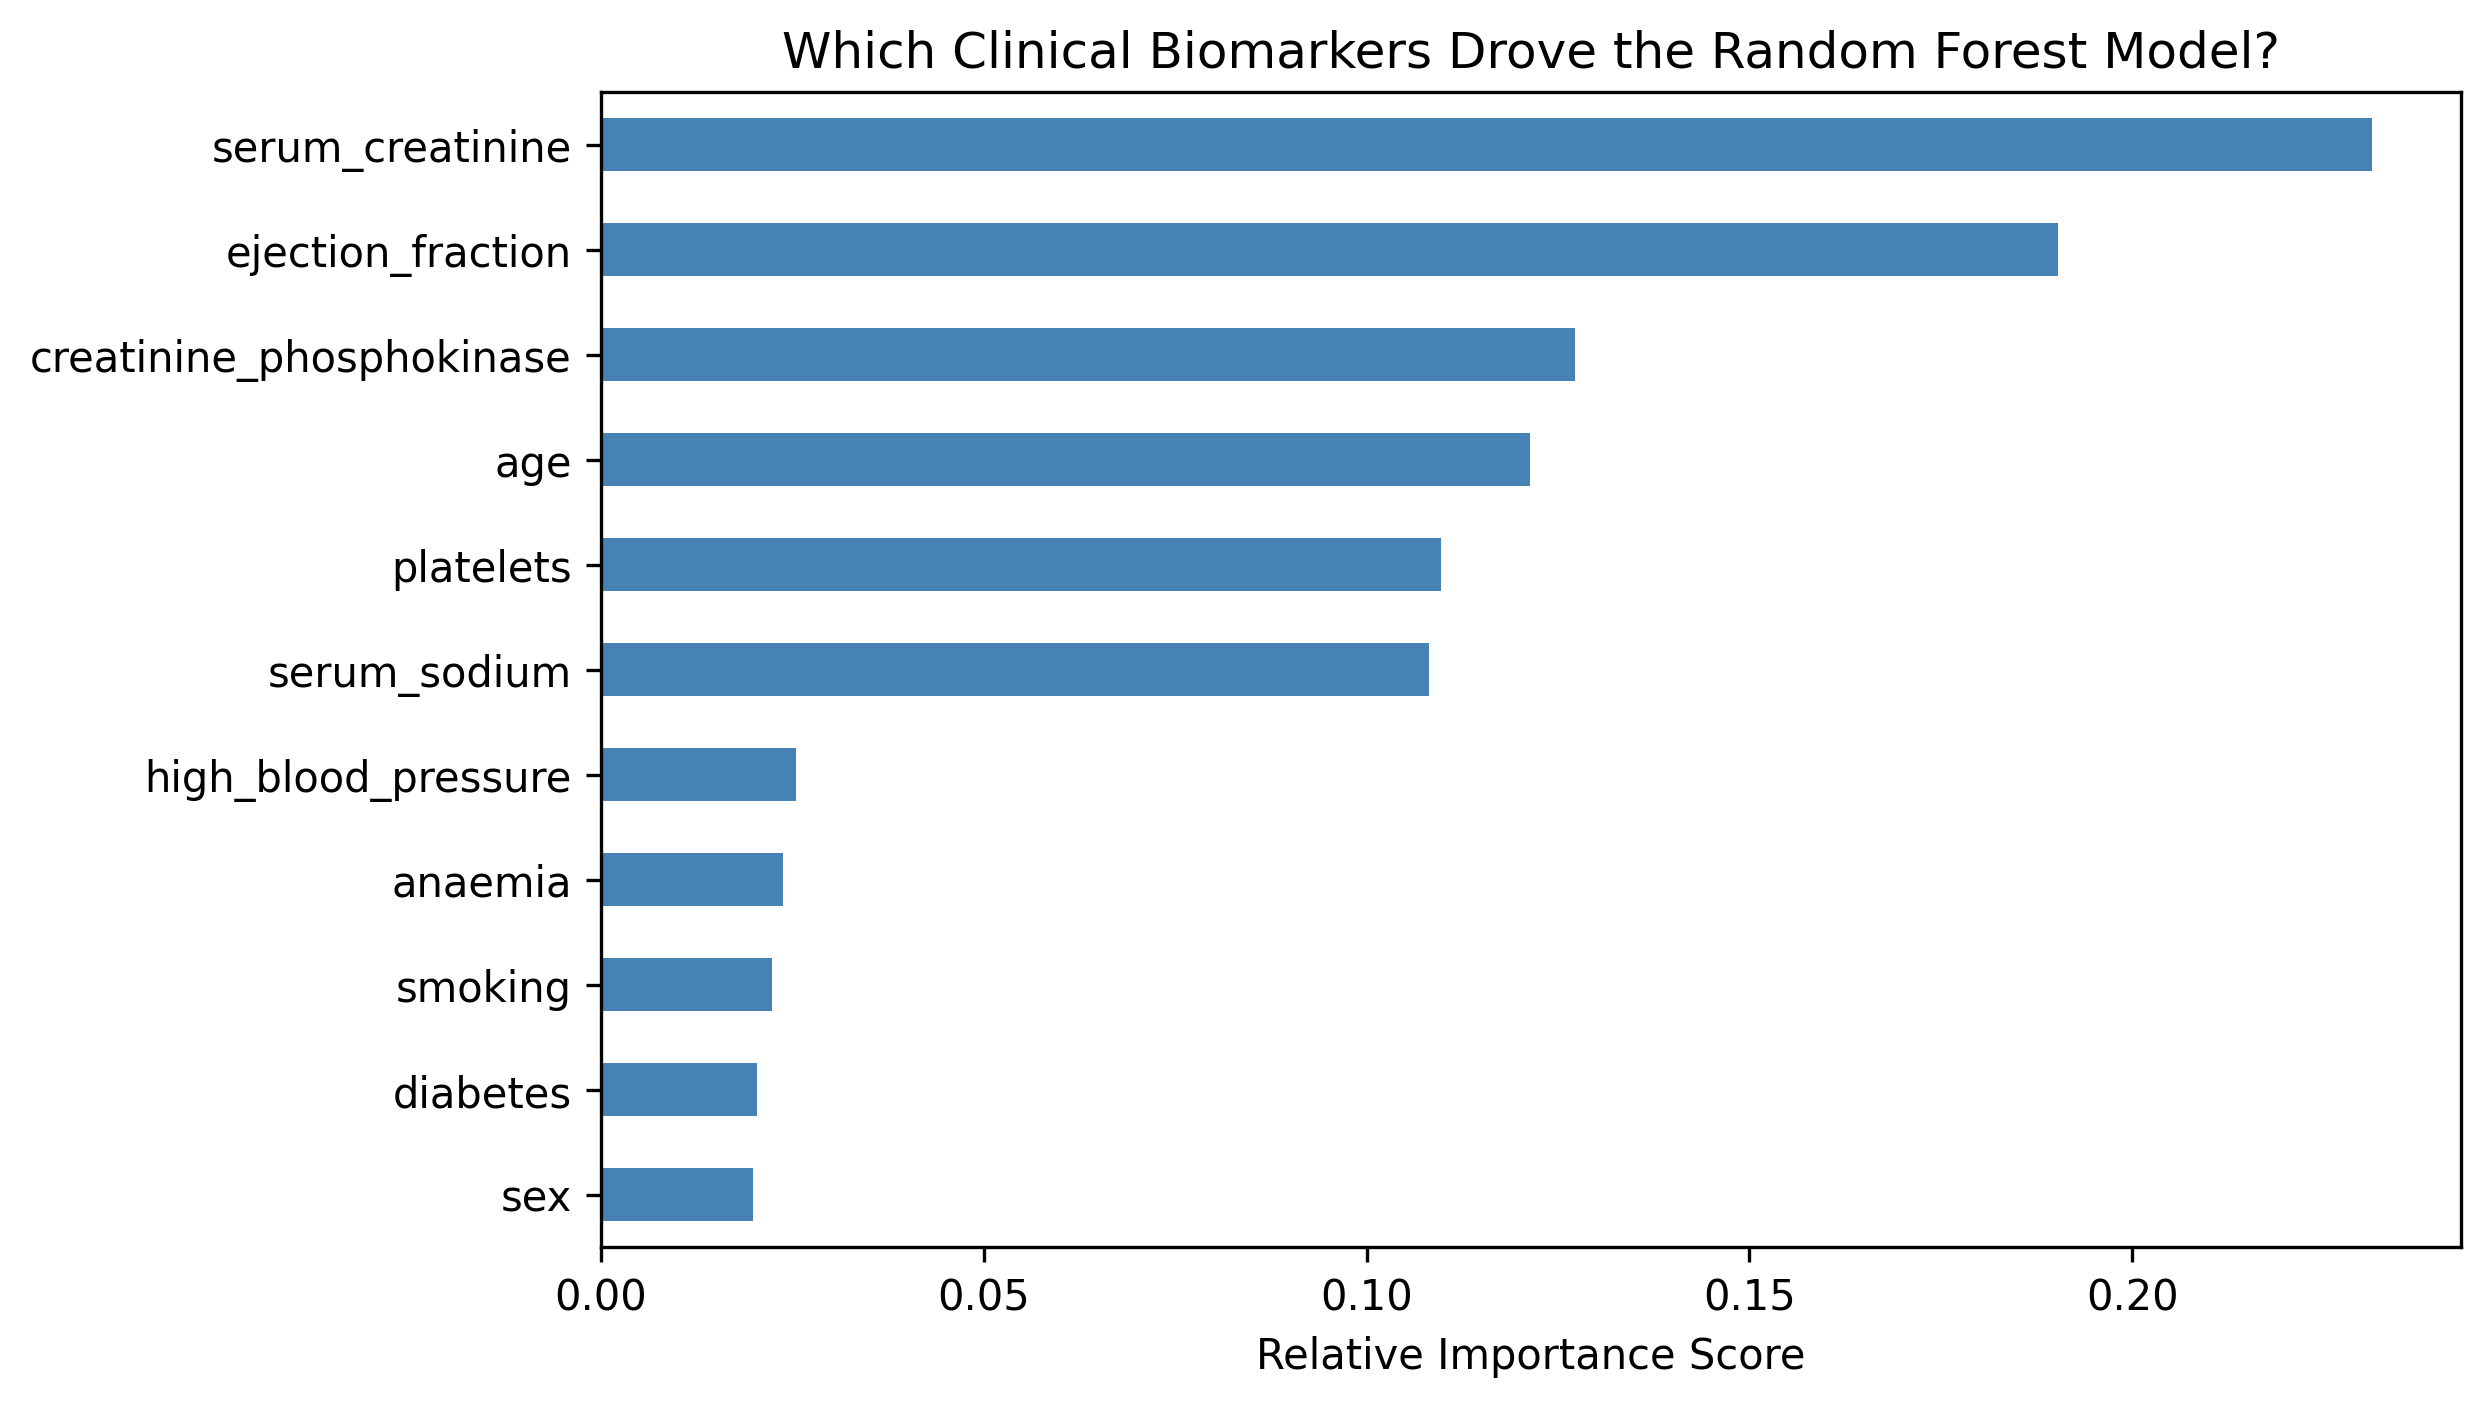 Which Clinical Biomarkers Drove the Random Forest Model?
serum_creatinine
ejection_fraction
creatinine_phosphokinase
age
platelets
serum_sodium
high_blood_pressure
anaemia
smoking
diabetes
sex
0.00 0.05 0.10 0.15 0.20
Relative Importance Score